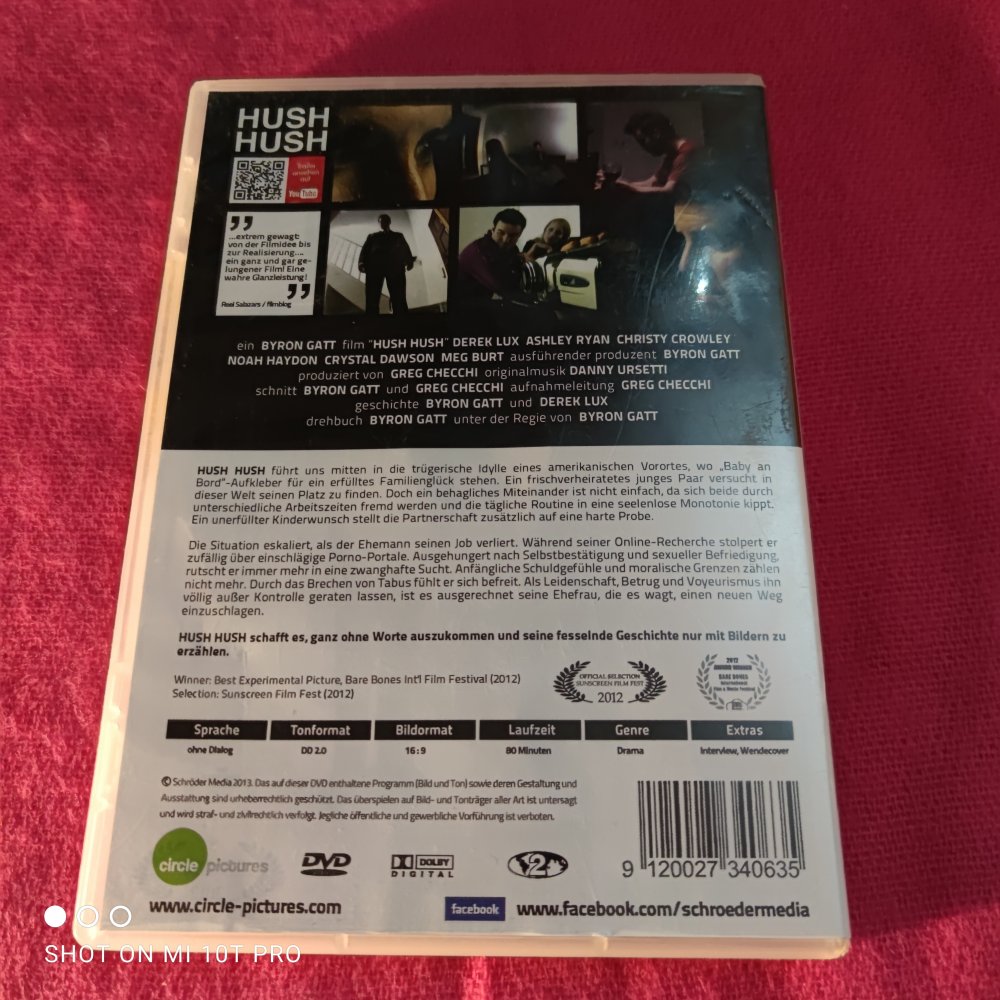 HUSH
HUSH
Trailer
ansehen
auf
YouTube
”
...extrem gewagt:
von der Filmidee bis
zur Realisierung....
ein ganz und gar ge-
lungener Film! Eine
wahre Glanzleistung!
”
Reel Salazars / filmblog
ein BYRON GATT film "HUSH HUSH" DEREK LUX ASHLEY RYAN CHRISTY CROWLEY
NOAH HAYDON CRYSTAL DAWSON MEG BURT ausführender produzent BYRON GATT
produziert von GREG CHECCHI originalmusik DANNY URSETTI
schnitt BYRON GATT und GREG CHECCHI aufnahmeleitung GREG CHECCHI
geschichte BYRON GATT und DEREK LUX
drehbuch BYRON GATT unter der Regie von BYRON GATT
HUSH HUSH führt uns mitten in die trügerische Idylle eines amerikanischen Vorortes, wo „Baby an
Bord"-Aufkleber für ein erfülltes Familienglück stehen. Ein frischverheiratetes junges Paar versucht in
dieser Welt seinen Platz zu finden. Doch ein behagliches Miteinander ist nicht einfach, da sich beide durch
unterschiedliche Arbeitszeiten fremd werden und die tägliche Routine in eine seelenlose Monotonie kippt.
Ein unerfüllter Kinderwunsch stellt die Partnerschaft zusätzlich auf eine harte Probe.
Die Situation eskaliert, als der Ehemann seinen Job verliert. Während seiner Online-Recherche stolpert er
zufällig über einschlägige Porno-Portale. Ausgehungert nach Selbstbestätigung und sexueller Befriedigung,
rutscht er immer mehr in eine zwanghafte Sucht. Anfängliche Schuldgefühle und moralische Grenzen zählen
nicht mehr. Durch das Brechen von Tabus fühlt er sich befreit. Als Leidenschaft, Betrug und Voyeurismus ihn
völlig außer Kontrolle geraten lassen, ist es ausgerechnet seine Ehefrau, die es wagt, einen neuen Weg
einzuschlagen.
HUSH HUSH schafft es, ganz ohne Worte auszukommen und seine fesselnde Geschichte nur mit Bildern zu
erzählen.
Winner: Best Experimental Picture, Bare Bones Int'l Film Festival (2012)
Selection: Sunscreen Film Fest (2012)
OFFICIAL SELECTION
SUNSCREEN FILM FEST
2012
2012
AWARD WINNER
BARE BONES
International
Film & Music Festival
Sprache Tonformat Bildormat Laufzeit Genre Extras
ohne Dialog DD 2.0 16:9 80 Minuten Drama Interview, Wendecover
© Schröder Media 2013. Das auf dieser DVD enthaltene Programm (Bild und Ton) sowie deren Gestaltung und
Ausstattung sind urheberrechtlich geschützt. Das überspielen auf Bild- und Tonträger aller Art ist untersagt
und wird straf- und zivilrechtlich verfolgt. Jegliche öffentliche und gewerbliche Vorführung ist verboten.
circle pictures
DVD
VIDEO
DOLBY
DIGITAL
2
9 120027 340635
www.circle-pictures.com
facebook www.facebook.com/schroedermedia
SHOT ON MI 10T PRO